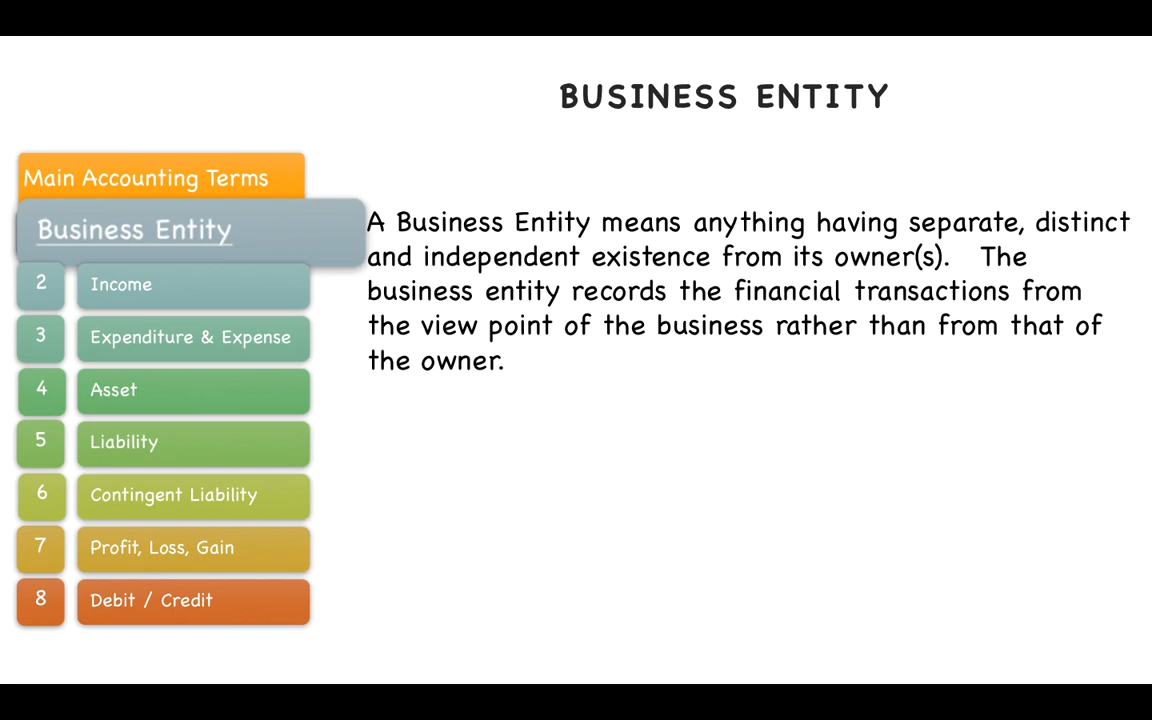 BUSINESS ENTITY
Main Accounting Terms
Business Entity
2 Income
3 Expenditure & Expense
4 Asset
5 Liability
6 Contingent Liability
7 Profit, Loss, Gain
8 Debit / Credit
A Business Entity means anything having separate, distinct
and independent existence from its owner(s). The
business entity records the financial transactions from
the view point of the business rather than from that of
the owner.